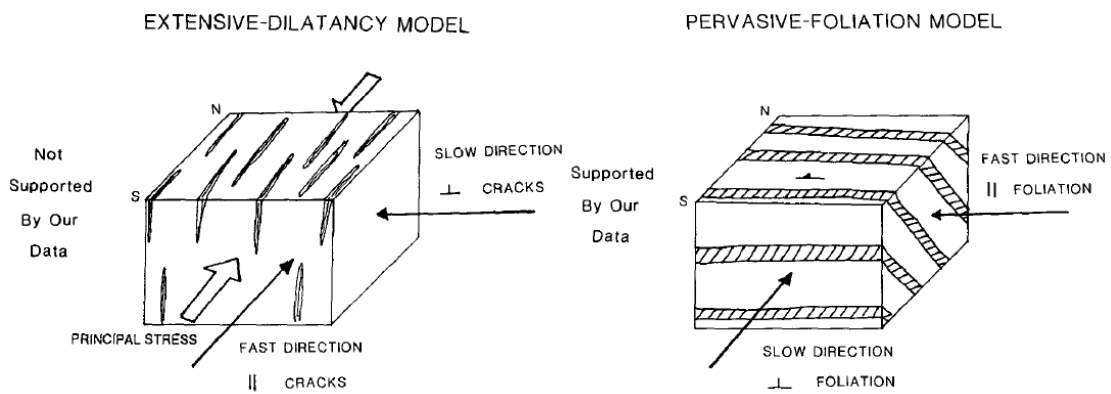 EXTENSIVE-DILATANCY MODEL
N
S
Not
Supported
By Our
Data
SLOW DIRECTION
⊥ CRACKS
PRINCIPAL STRESS
FAST DIRECTION
|| CRACKS
PERVASIVE-FOLIATION MODEL
N
S
Supported
By Our
Data
FAST DIRECTION
|| FOLIATION
SLOW DIRECTION
⊥ FOLIATION